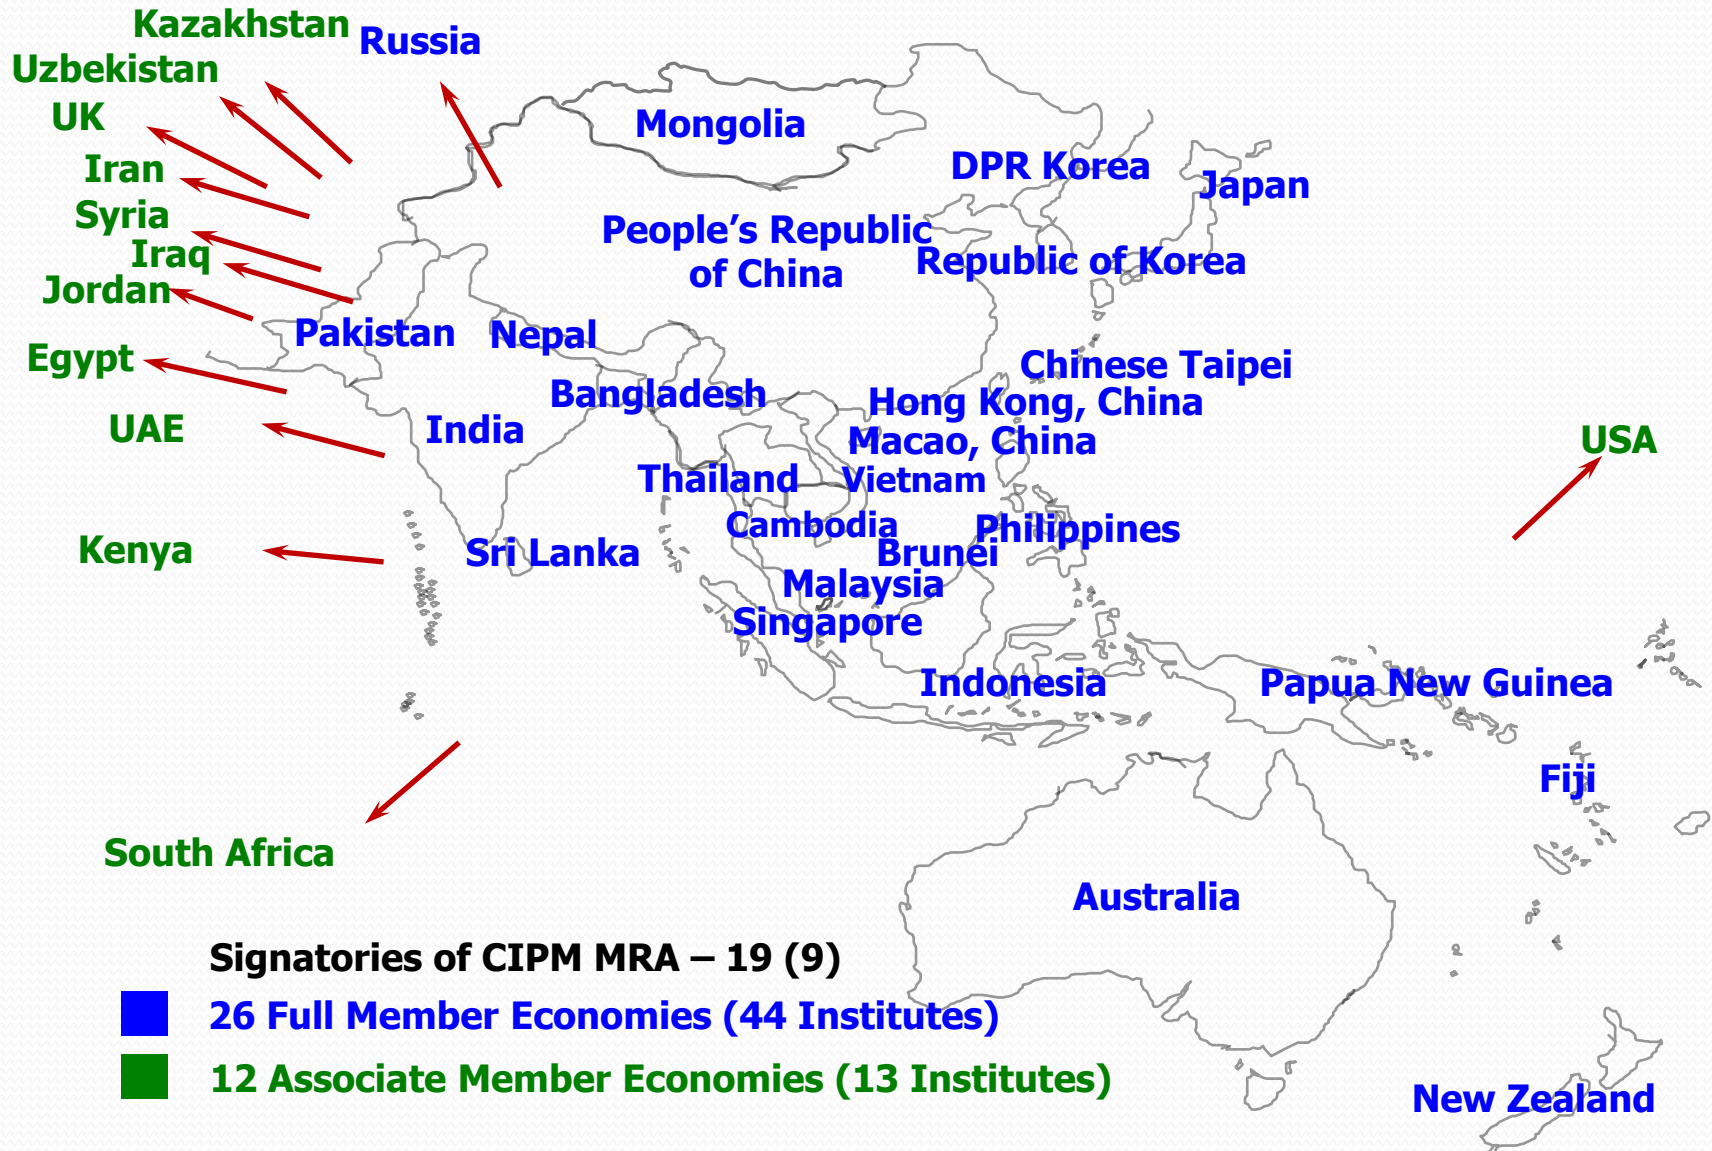 Kazakhstan
Russia
Uzbekistan
UK
Mongolia
Iran
DPR Korea
Japan
Syria
People’s Republic
of China
Iraq
Republic of Korea
Jordan
Pakistan
Nepal
Egypt
Chinese Taipei
Bangladesh
Hong Kong, China
UAE
India
Macao, China
USA
Thailand
Vietnam
Cambodia
Philippines
Kenya
Sri Lanka
Brunei
Malaysia
Singapore
Indonesia
Papua New Guinea
Fiji
South Africa
Australia
Signatories of CIPM MRA – 19 (9)
26 Full Member Economies (44 Institutes)
12 Associate Member Economies (13 Institutes)
New Zealand